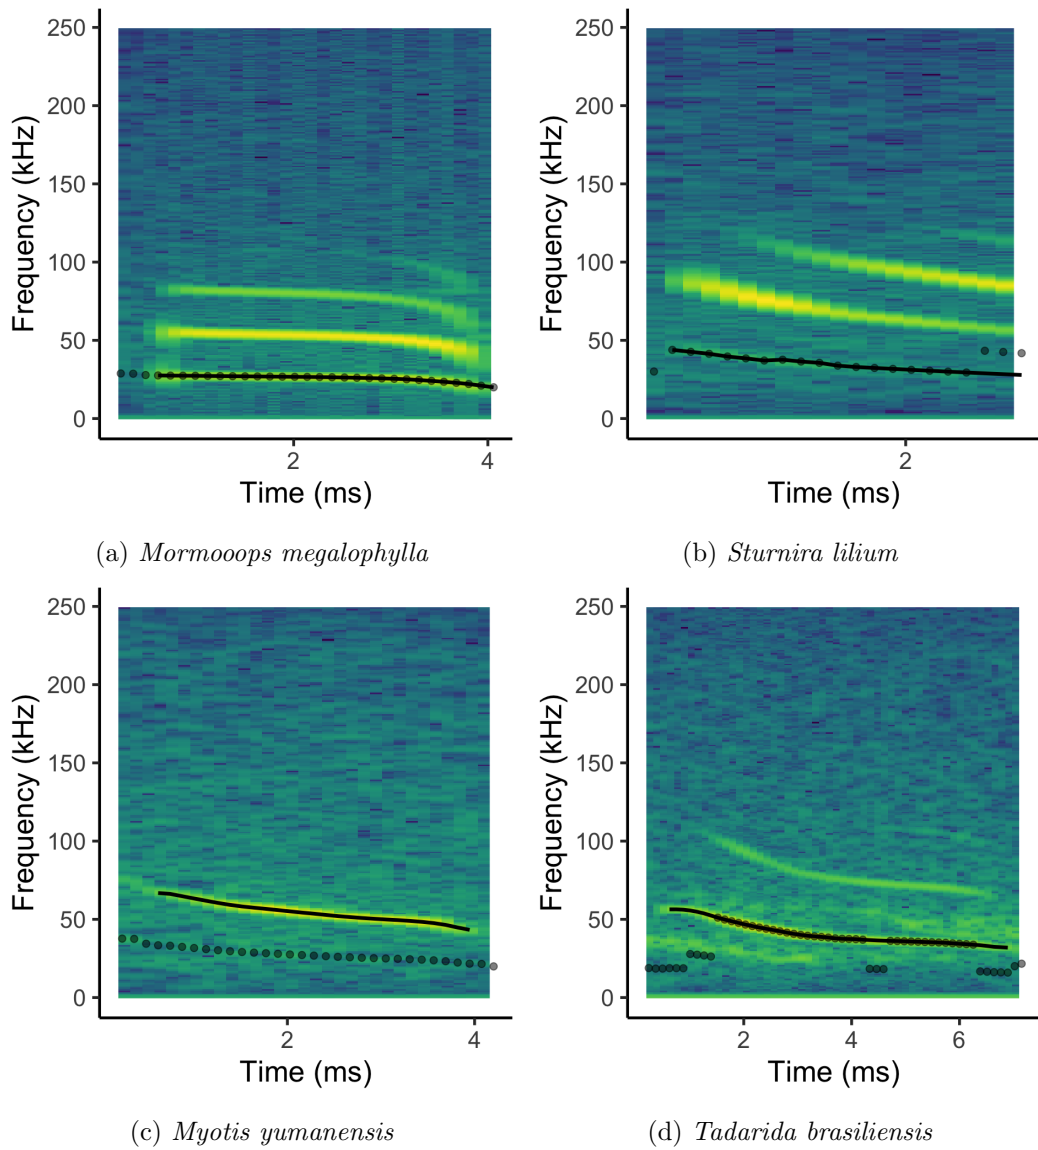 250
200
150
100
50
0
Frequency (kHz)
2
4
Time (ms)
(a) Mormooops megalophylla
250
200
150
100
50
0
Frequency (kHz)
2
Time (ms)
(b) Sturnira lilium
250
200
150
100
50
0
Frequency (kHz)
2
4
Time (ms)
(c) Myotis yumanensis
250
200
150
100
50
0
Frequency (kHz)
2
4
6
Time (ms)
(d) Tadarida brasiliensis